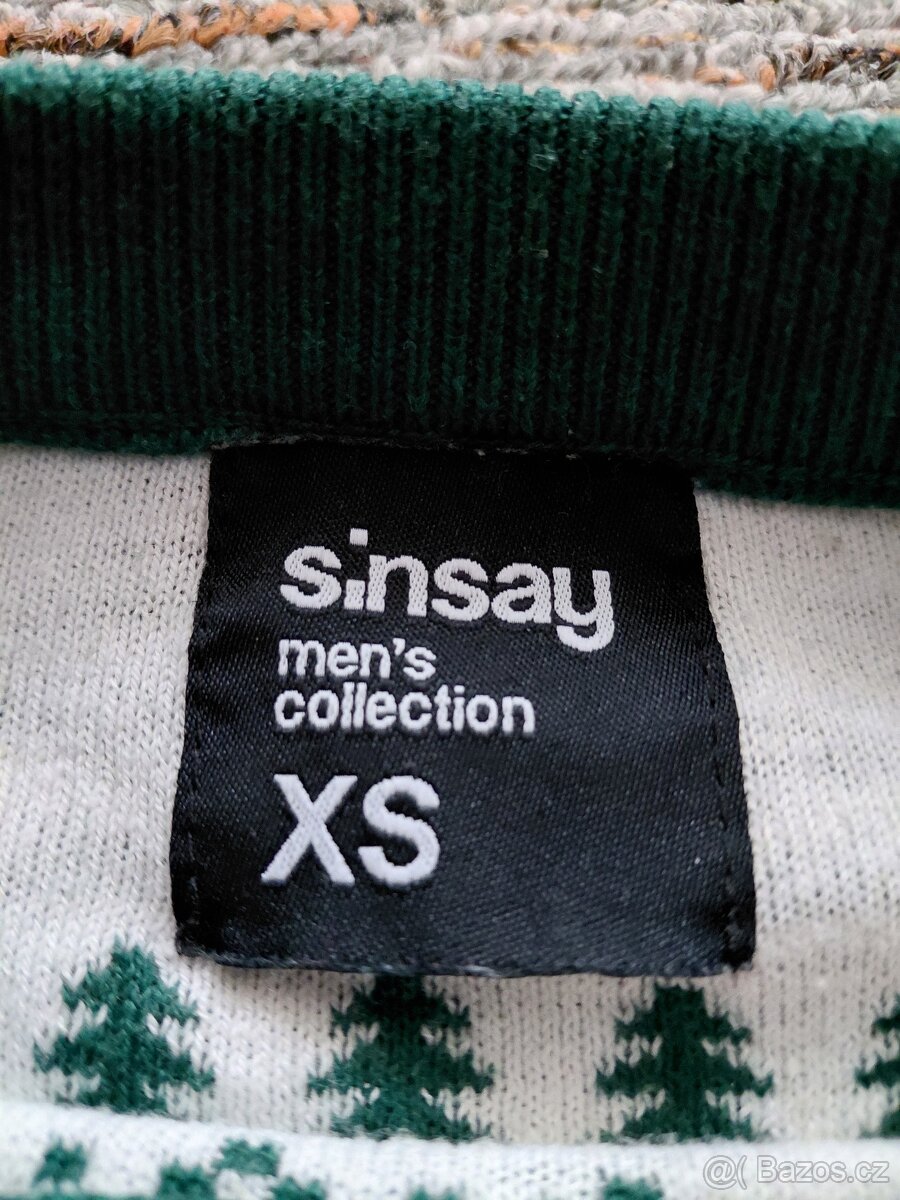 sinsay
men's
collection
XS
@( Bazos.cz